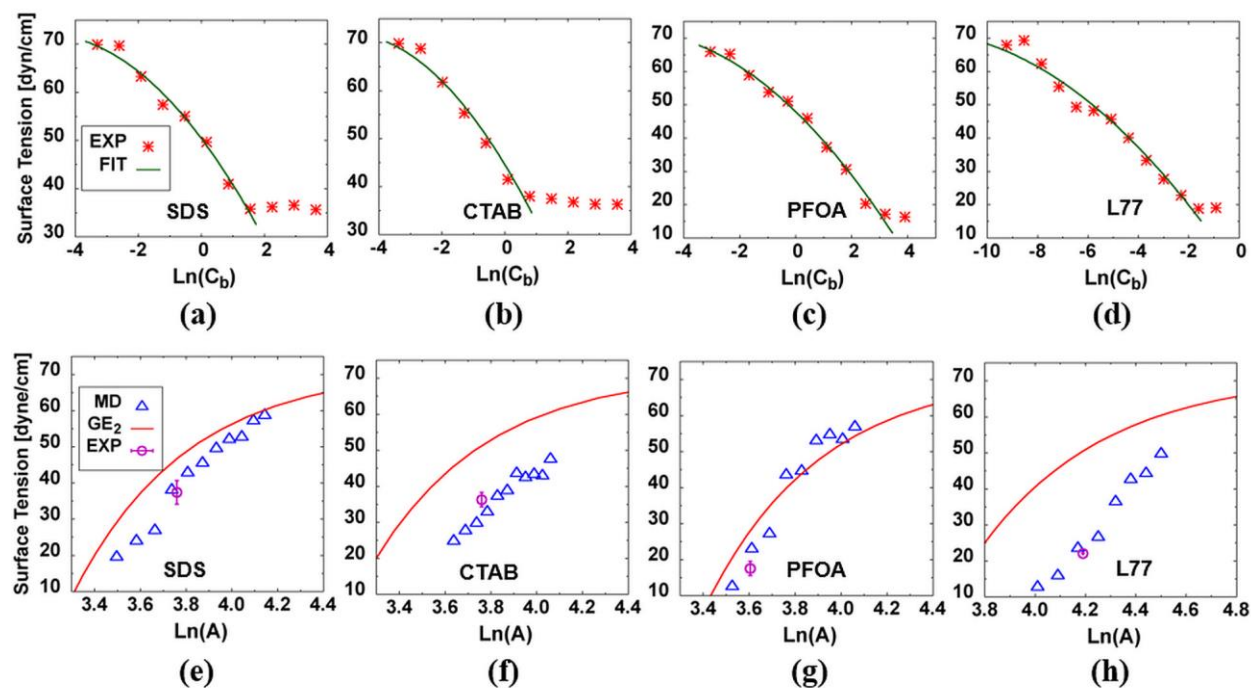 Surface Tension [dyn/cm]
70
60
50
40
30
EXP
FIT
SDS
-4 -2 0 2 4
Ln(C_b)
(a)
70
60
50
40
30
CTAB
-4 -2 0 2 4
Ln(C_b)
(b)
70
60
50
40
30
20
10
PFOA
-4 -2 0 2 4
Ln(C_b)
(c)
70
60
50
40
30
20
10
L77
-10 -8 -6 -4 -2 0
Ln(C_b)
(d)
Surface Tension [dyne/cm]
70
60
50
40
30
20
10
MD
GE₂
EXP
SDS
3.4 3.6 3.8 4.0 4.2 4.4
Ln(A)
(e)
70
60
50
40
30
20
10
CTAB
3.4 3.6 3.8 4.0 4.2 4.4
Ln(A)
(f)
70
60
50
40
30
20
10
PFOA
3.4 3.6 3.8 4.0 4.2 4.4
Ln(A)
(g)
70
60
50
40
30
20
10
L77
3.8 4.0 4.2 4.4 4.6 4.8
Ln(A)
(h)